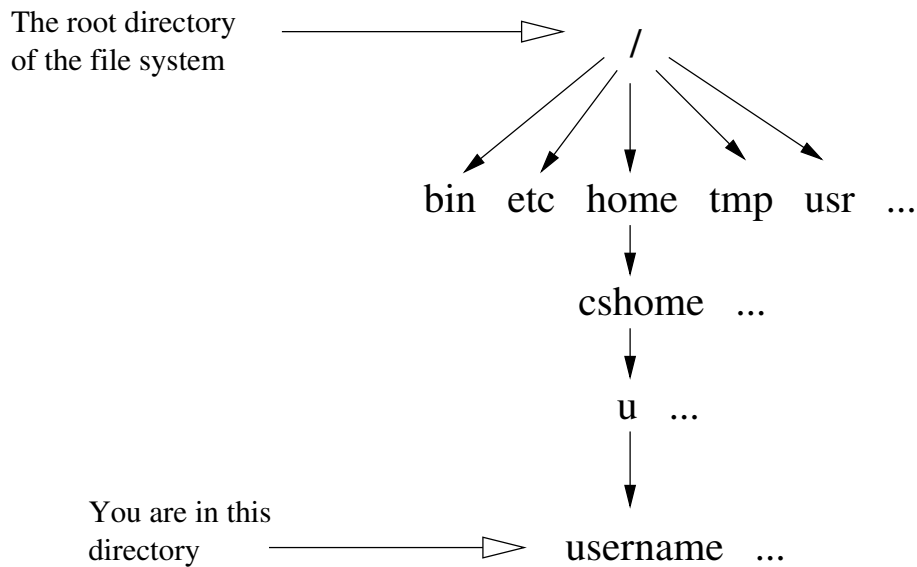 The root directory
of the file system
/
bin etc home tmp usr ...
cshome ...
u ...
You are in this
directory
username ...